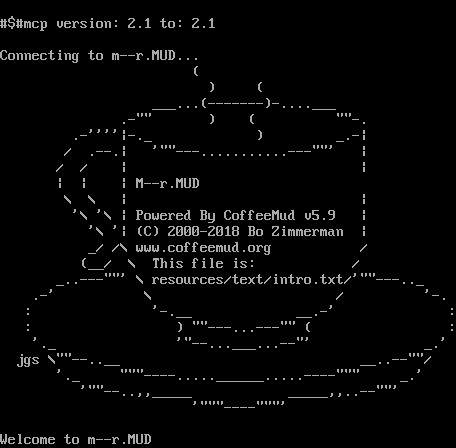 #$#mcp version: 2.1 to: 2.1
Connecting to m--r.MUD...
M--r.MUD
Powered By CoffeeMud v5.9
(C) 2000-2018 Bo Zimmerman
www.coffeemud.org
This file is:
resources/text/intro.txt
jgs
Welcome to m--r.MUD